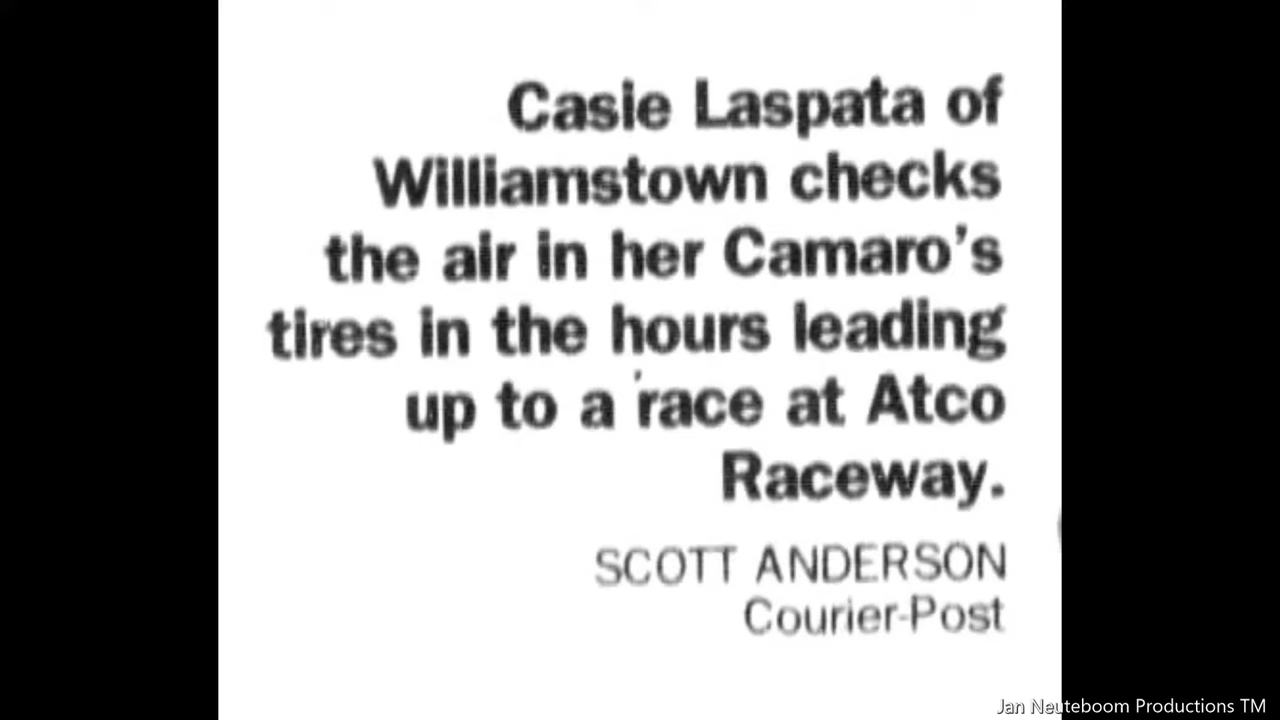 Casie Laspata of
Williamstown checks
the air in her Camaro's
tires in the hours leading
up to a race at Atco
Raceway.
SCOTT ANDERSON
Courier-Post
Jan Neuteboom Productions TM